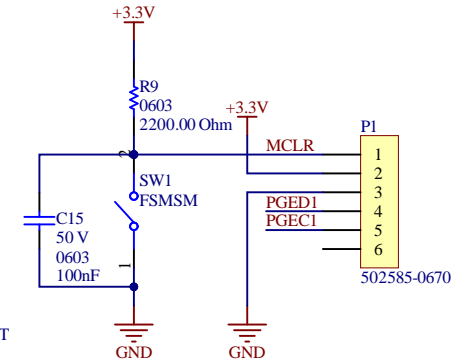 +3.3V
R9
0603
2200.00 Ohm
+3.3V
P1
MCLR
1
2
2
SW1
FSMSM
3
PGED1
4
PGEC1
5
6
C15
50 V
0603
100nF
1
502585-0670
T
GND
GND